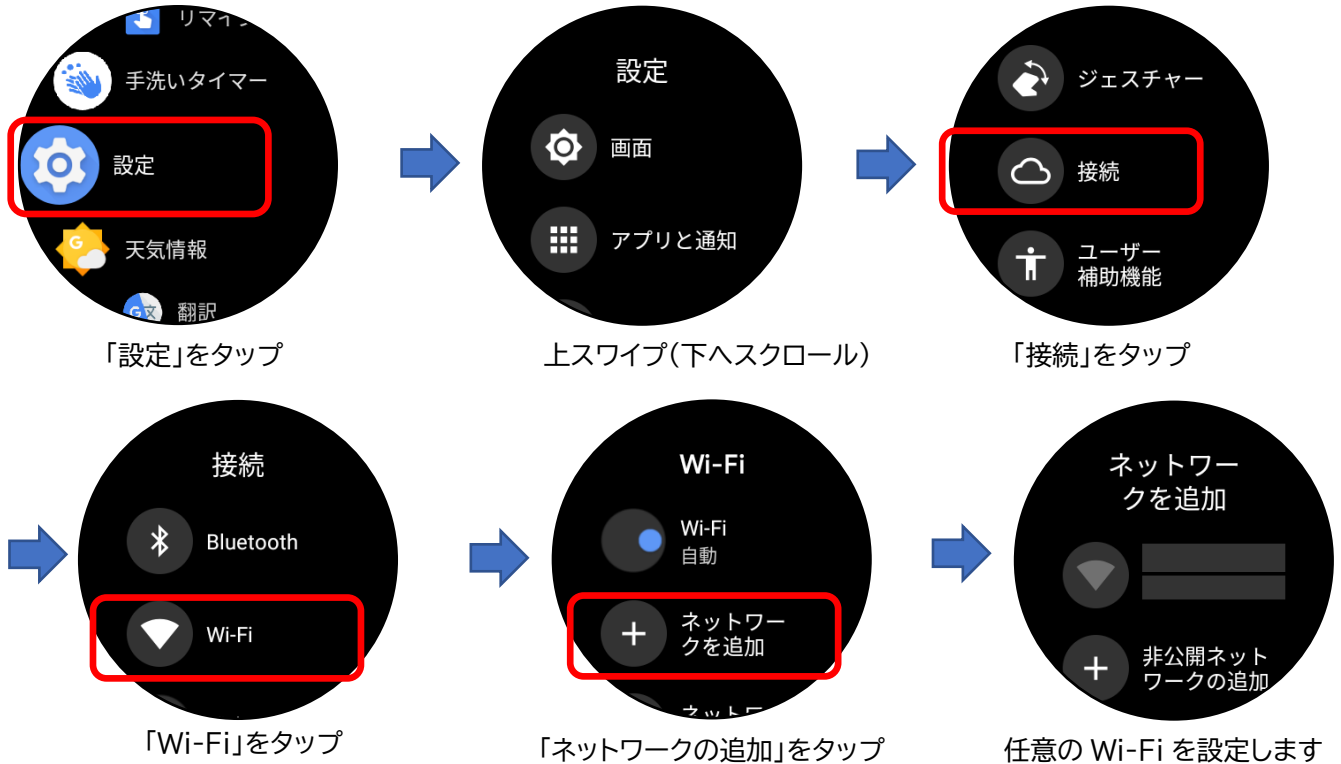 リマイン
手洗いタイマー
設定
天気情報
翻訳
「設定」をタップ
設定
画面
アプリと通知
上スワイプ(下へスクロール)
ジェスチャー
接続
ユーザー
補助機能
「接続」をタップ
接続
Bluetooth
Wi-Fi
「Wi-Fi」をタップ
Wi-Fi
Wi-Fi
自動
ネットワー
クを追加
ネットワー
「ネットワークの追加」をタップ
ネットワー
クを追加
非公開ネット
ワークの追加
任意の Wi-Fi を設定します